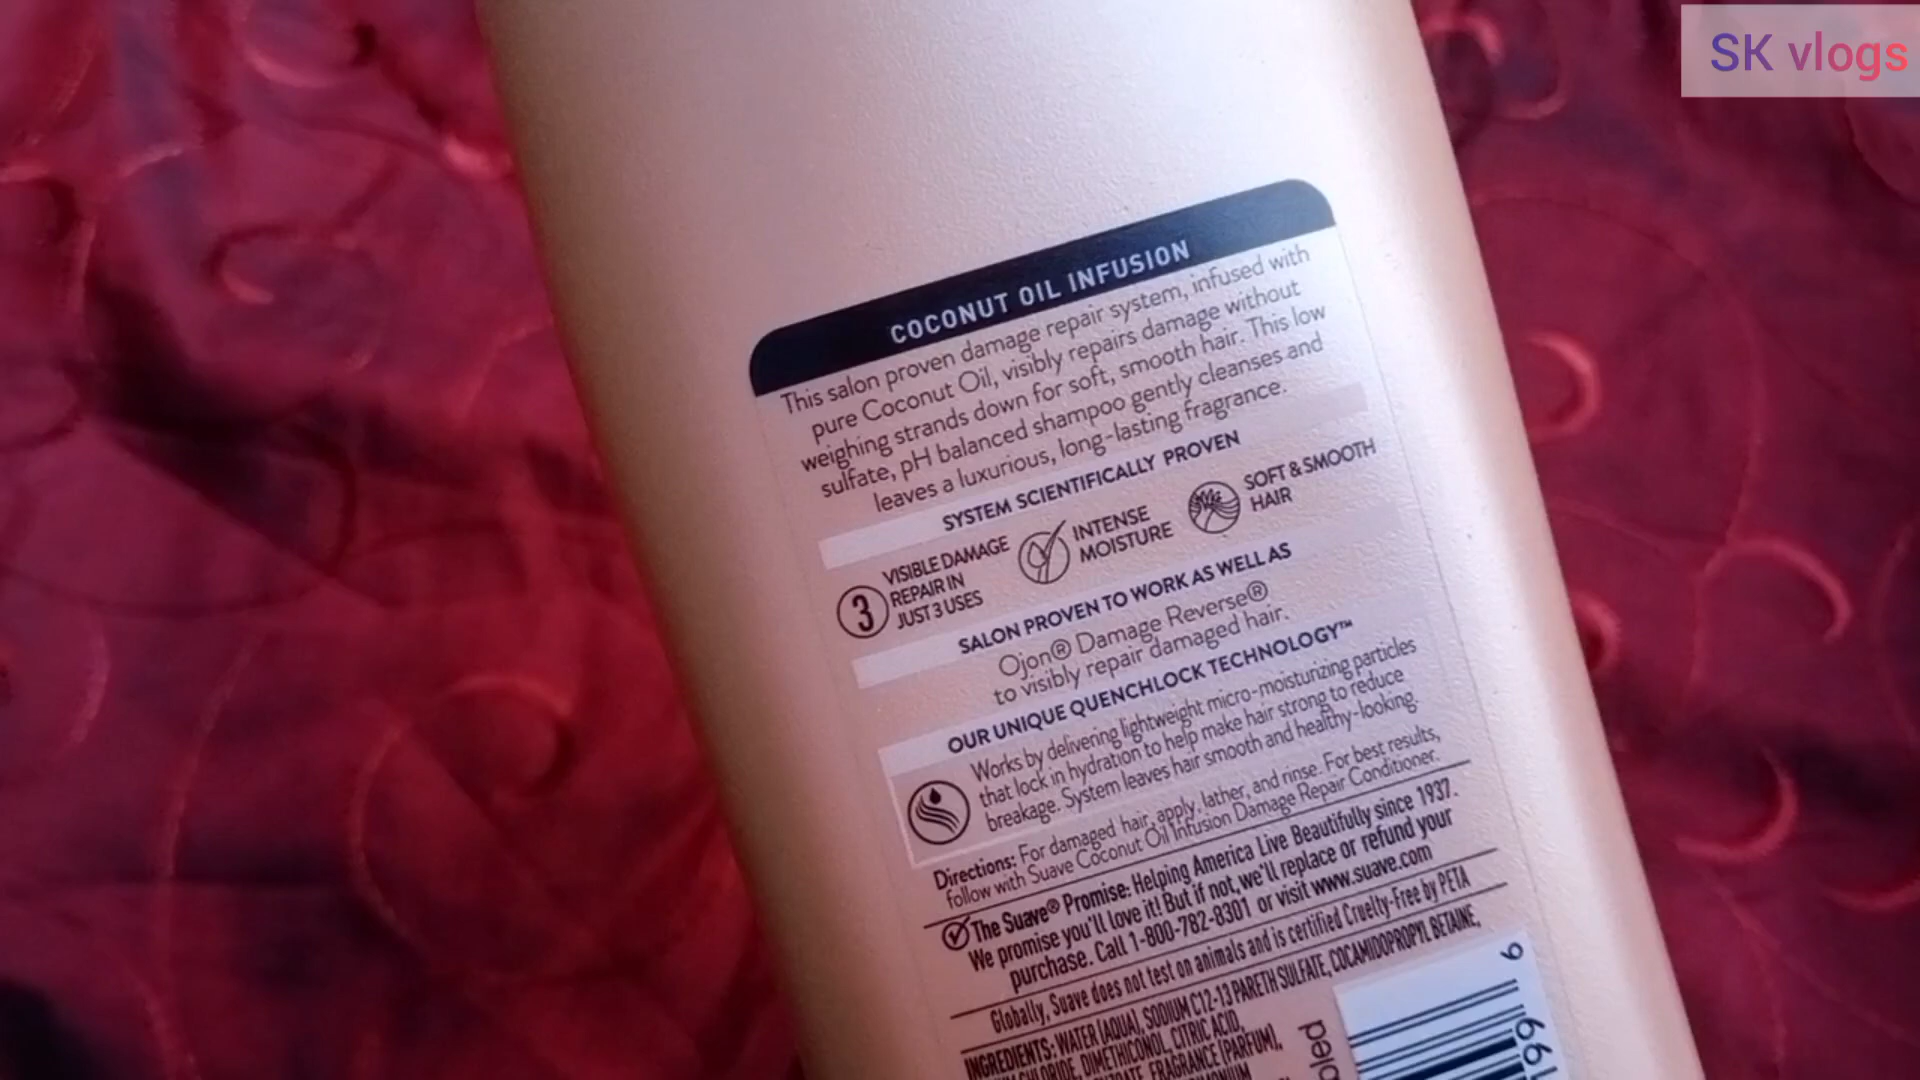 SK vlogs
COCONUT OIL INFUSION
This salon proven damage repair system, infused with
pure Coconut Oil, visibly repairs damage without
weighing strands down for soft, smooth hair. This low
sulfate, pH balanced shampoo gently cleanses and
leaves a luxurious, long-lasting fragrance.
SYSTEM SCIENTIFICALLY PROVEN
3
VISIBLE DAMAGE
REPAIR IN
JUST 3 USES
INTENSE
MOISTURE
SOFT & SMOOTH
HAIR
SALON PROVEN TO WORK AS WELL AS
Ojon® Damage Reverse®
to visibly repair damaged hair.
OUR UNIQUE QUENCHLOCK TECHNOLOGY™
Works by delivering lightweight micro-moisturizing particles
that lock in hydration to help make hair strong to reduce
breakage. System leaves hair smooth and healthy-looking.
Directions: For damaged hair, apply, lather, and rinse. For best results,
follow with Suave Coconut Oil Infusion Damage Repair Conditioner.
The Suave® Promise: Helping America Live Beautifully since 1937.
We promise you'll love it! But if not, we'll replace or refund your
purchase. Call 1-800-782-8301 or visit www.suave.com
Globally, Suave does not test on animals and is certified Cruelty-Free by PETA
INGREDIENTS: WATER (AQUA), SODIUM C12-13 PARETH SULFATE, COCAMIDOPROPYL BETAINE,
CHLORIDE, DIMETHICONOL, CITRIC ACID,
FRAGRANCE (PARFUM),